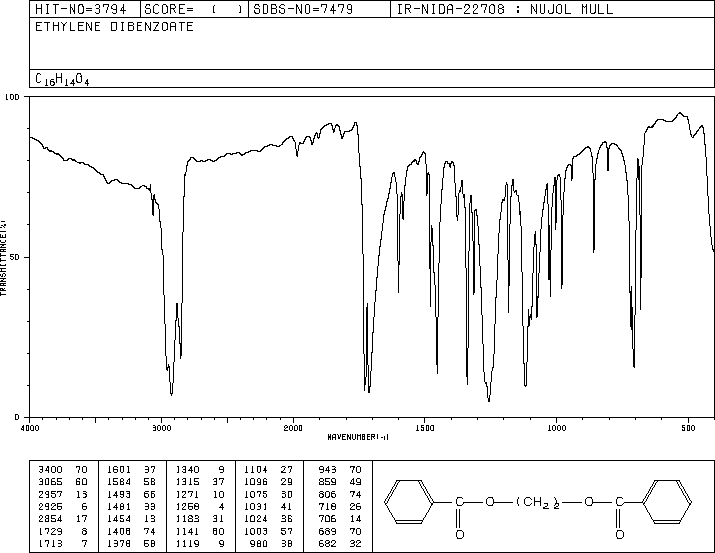 HIT-NO=3794 SCORE= ( ) SDBS-NO=7479 IR-NIDA-22708 : NUJOL MULL
ETHYLENE DIBENZOATE
C16H14O4
100
50
0
TRANSMITTANCE(%)
4000 3000 2000 1500 1000 500
WAVENUMBER(-1)
3400 70 1601 37 1340 9 1104 27 943 70
3065 60 1584 58 1315 37 1096 29 859 49
2957 13 1493 66 1271 10 1075 30 806 74
2925 6 1481 33 1258 4 1031 41 718 26
2854 17 1454 13 1183 31 1024 36 706 14
1729 8 1408 74 1141 80 1003 57 689 70
1713 7 1378 58 1119 9 980 38 682 32
C O (CH2)2 O C
O O